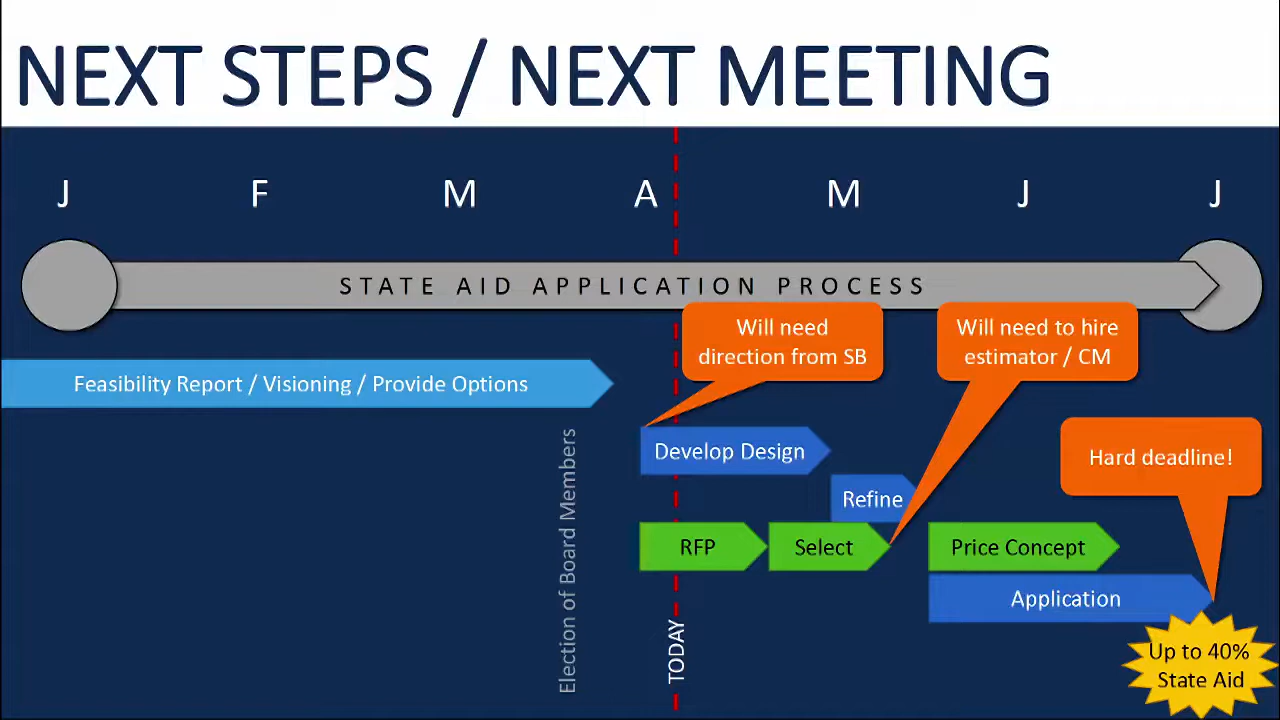 NEXT STEPS / NEXT MEETING
J F M A M J J
STATE AID APPLICATION PROCESS
Will need
direction from SB
Will need to hire
estimator / CM
Feasibility Report / Visioning / Provide Options
Hard deadline!
Develop Design
Refine
RFP
Select
Price Concept
Application
Election of Board Members
TODAY
Up to 40%
State Aid